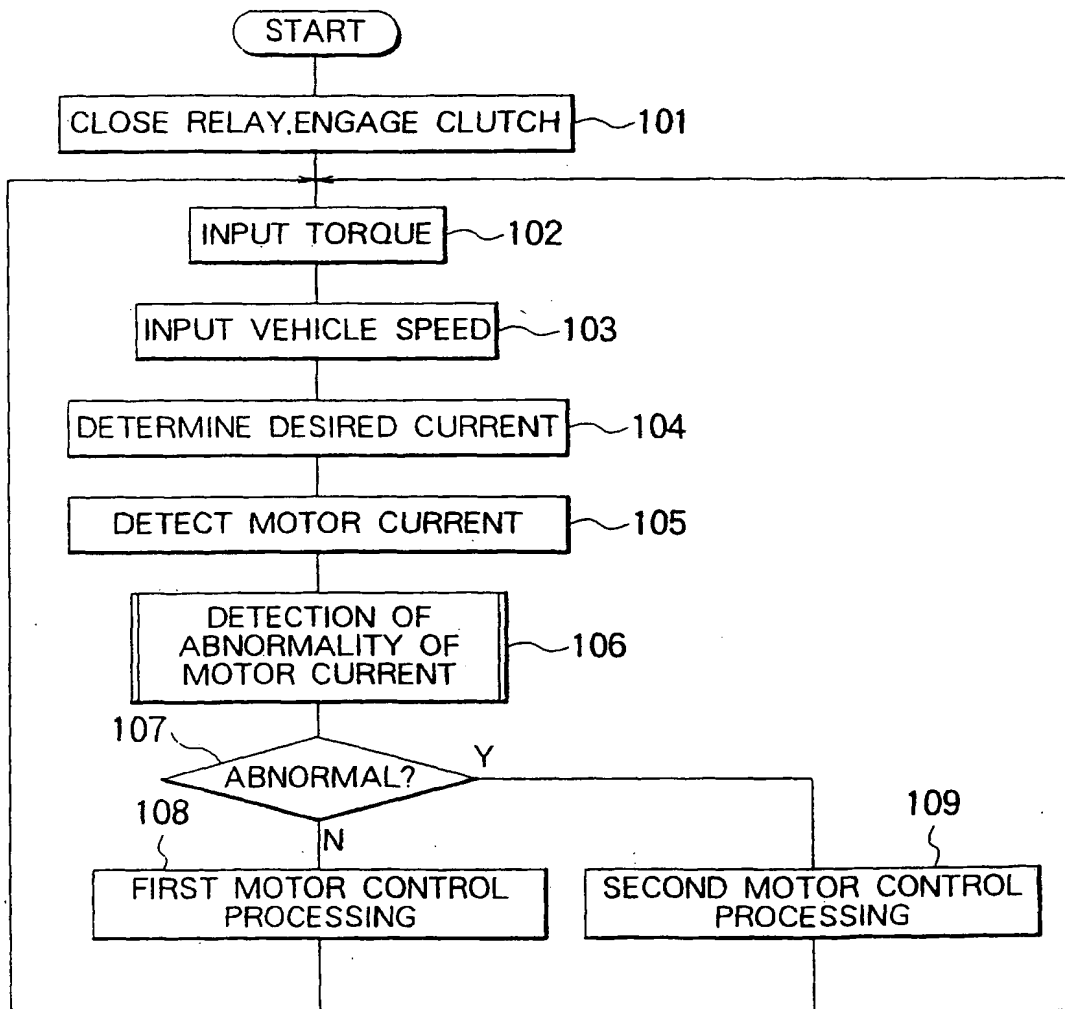 START
CLOSE RELAY,ENGAGE CLUTCH
101
INPUT TORQUE
102
INPUT VEHICLE SPEED
103
DETERMINE DESIRED CURRENT
104
DETECT MOTOR CURRENT
105
DETECTION OF
ABNORMALITY OF
MOTOR CURRENT
106
107
ABNORMAL?
Y
N
108
FIRST MOTOR CONTROL
PROCESSING
109
SECOND MOTOR CONTROL
PROCESSING